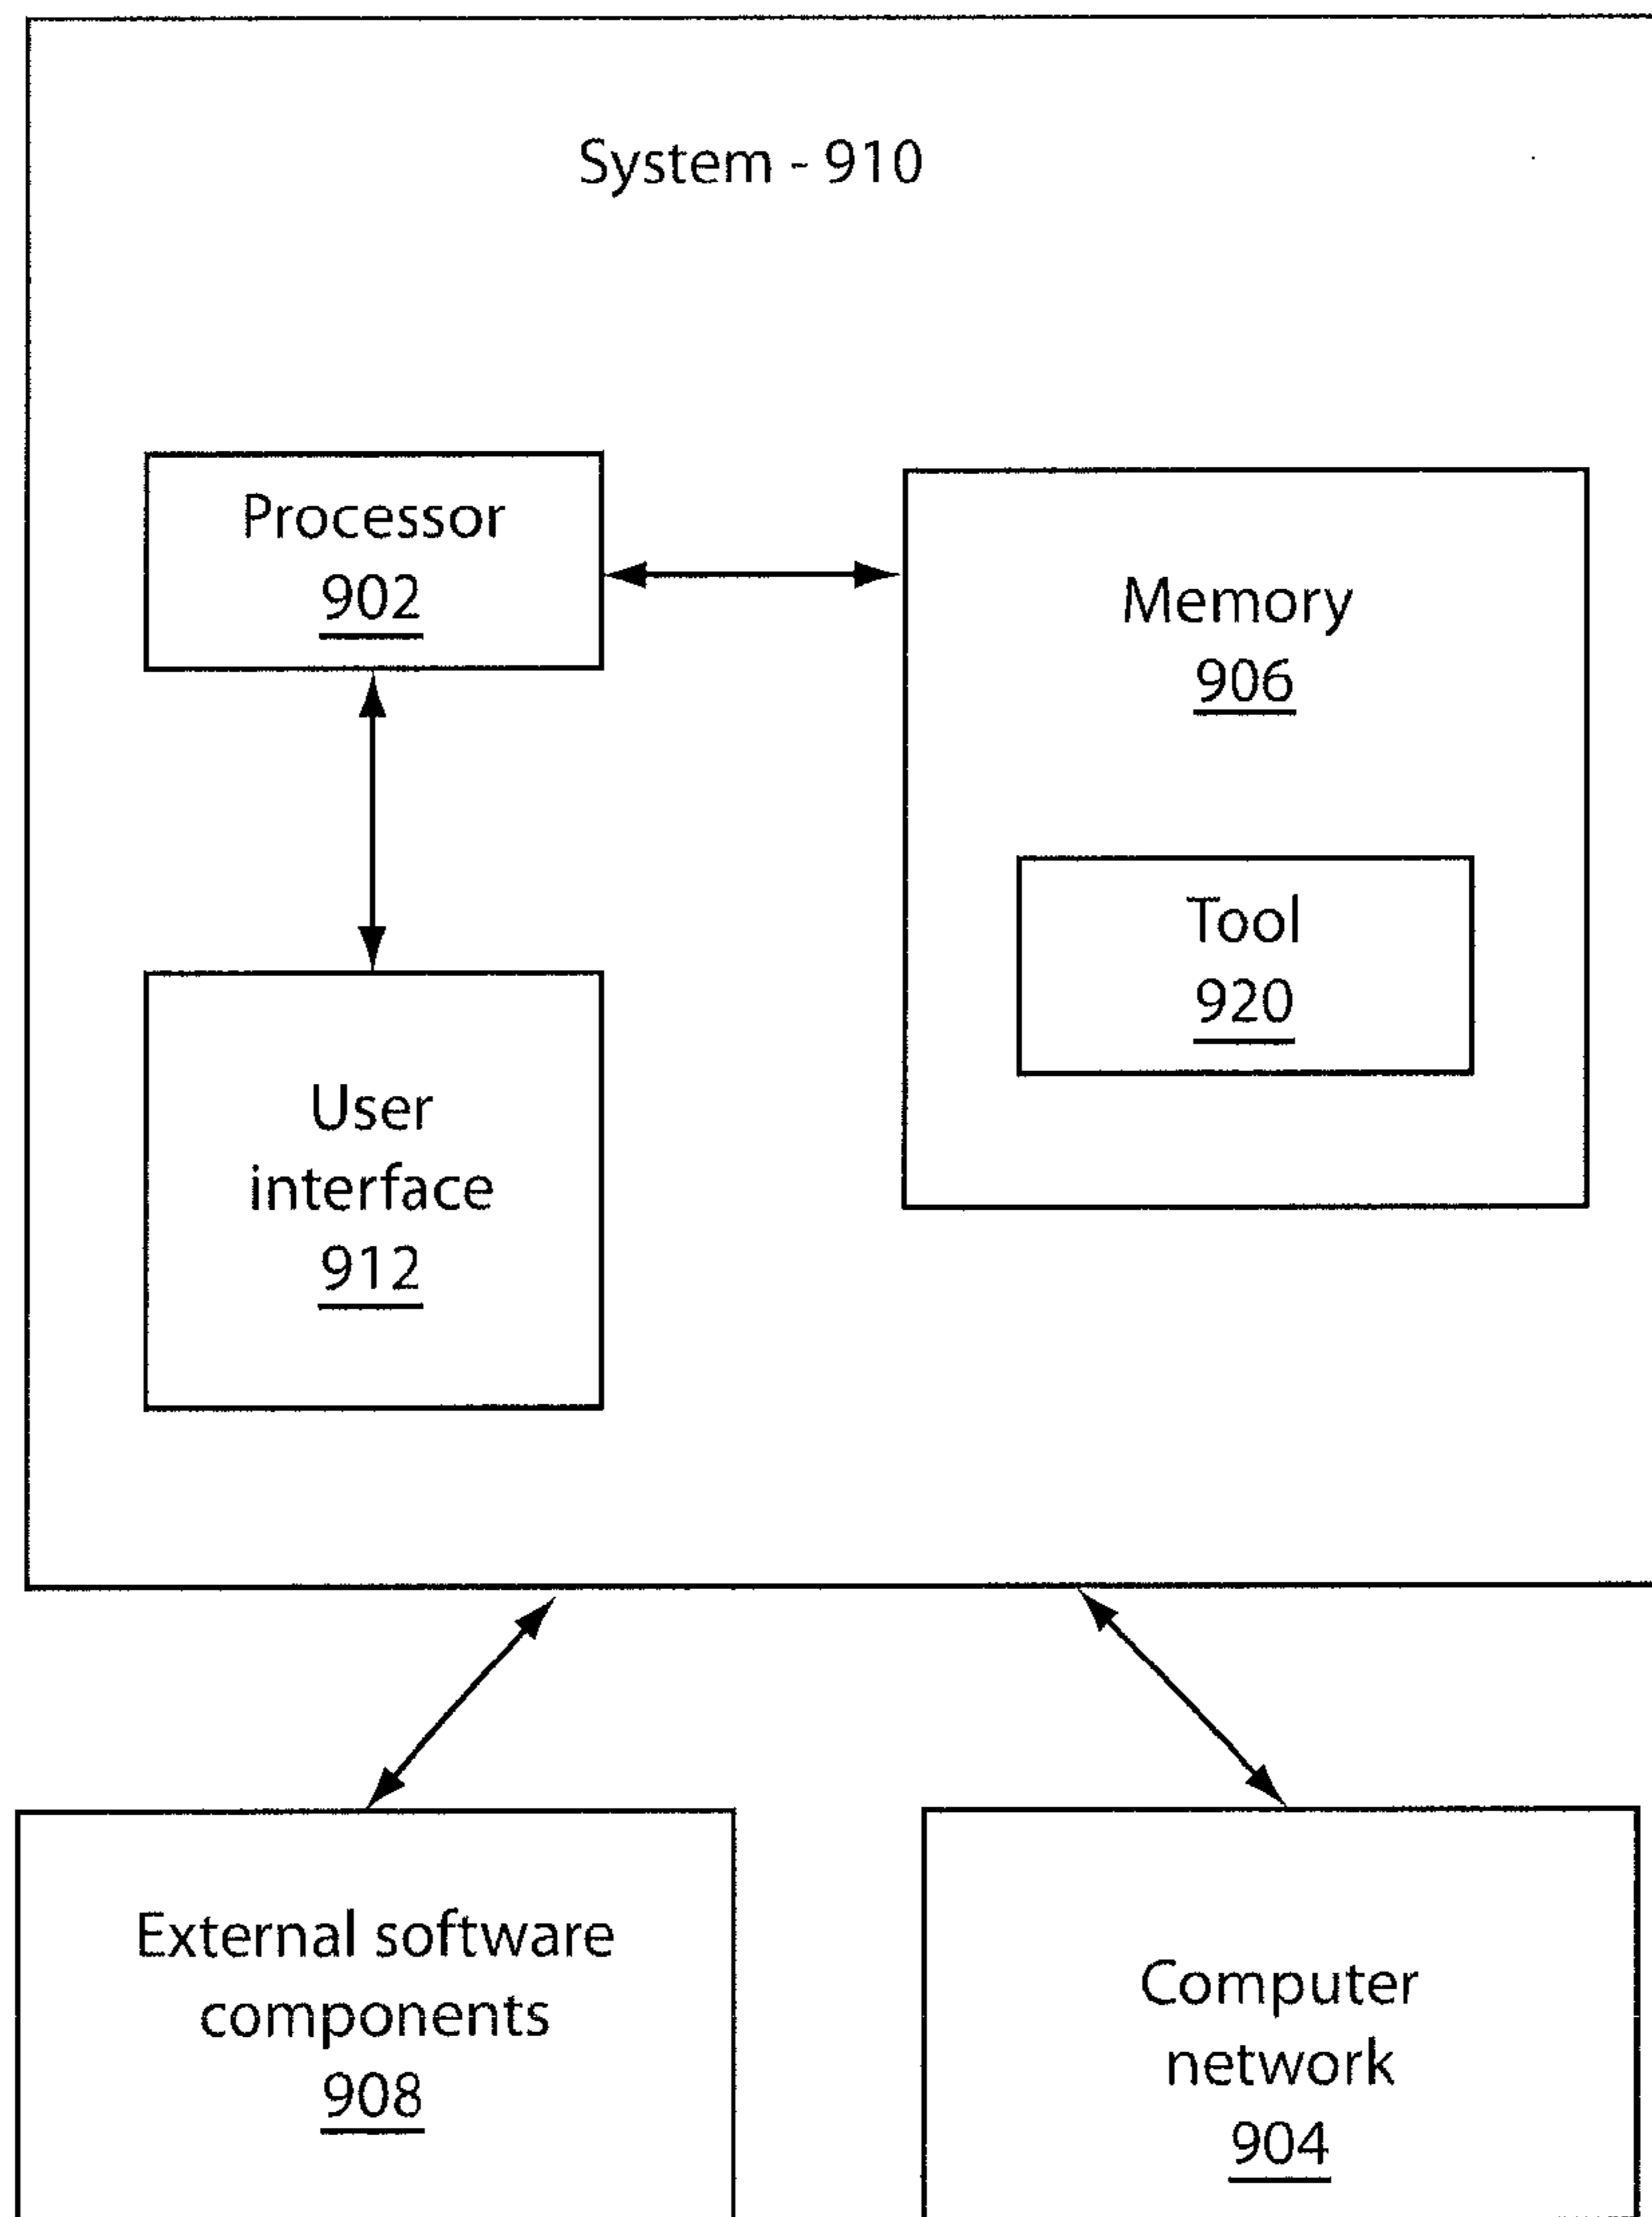 System - 910
Processor
902
Memory
906
Tool
920
User
interface
912
External software
components
908
Computer
network
904